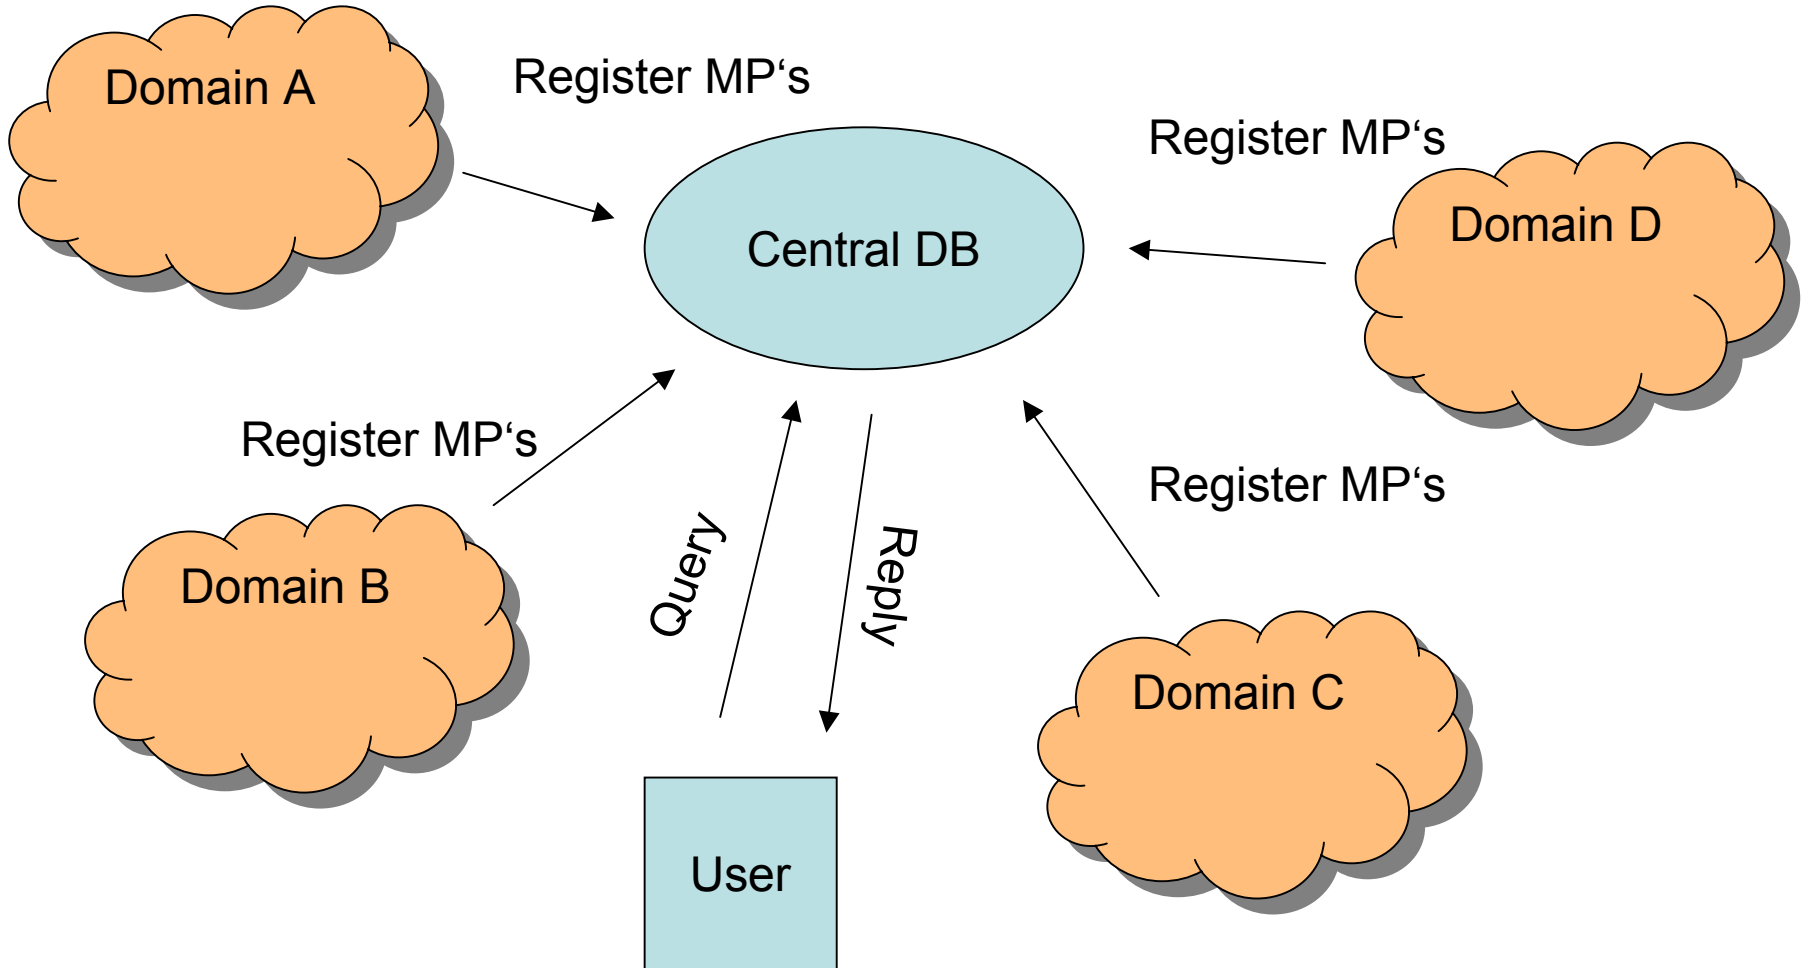 Domain A
Register MP‘s
Register MP‘s
Central DB
Domain D
Register MP‘s
Register MP‘s
Query
Reply
Domain B
Domain C
User